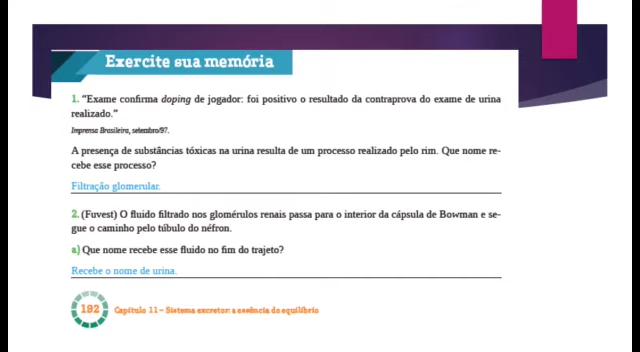 Exercite sua memória
1. “Exame confirma doping de jogador: foi positivo o resultado da contraprova do exame de urina
realizado.”
Imprensa Brasileira, setembro/97.
A presença de substâncias tóxicas na urina resulta de um processo realizado pelo rim. Que nome re-
cebe esse processo?
Filtração glomerular.
2. (Fuvest) O fluido filtrado nos glomérulos renais passa para o interior da cápsula de Bowman e se-
gue o caminho pelo túbulo do néfron.
a) Que nome recebe esse fluido no fim do trajeto?
Recebe o nome de urina.
192 Capítulo 11 – Sistema excretor: a essência do equilíbrio